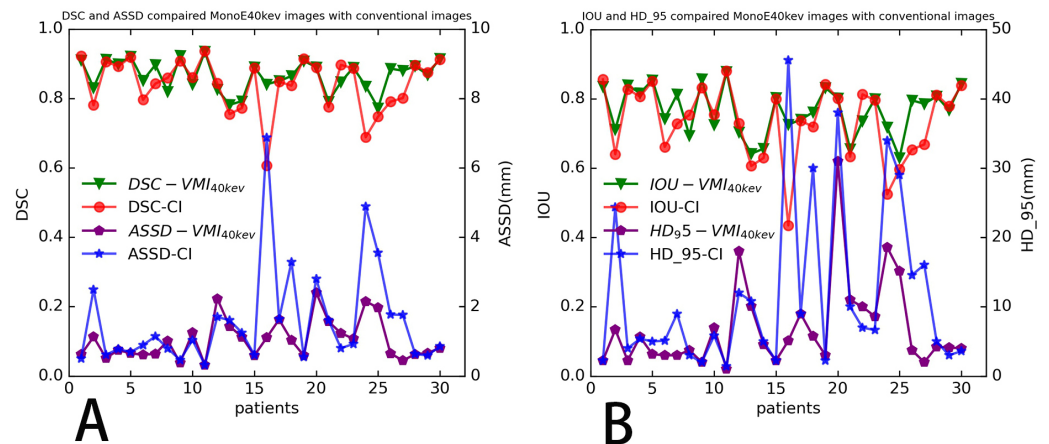 DSC and ASSD compaired MonoE40kev images with conventional images
1.0
0.8
0.6
0.4
0.2
0.0
DSC
10
8
6
4
2
0
ASSD(mm)
DSC − VMI40kev
DSC-CI
ASSD − VMI40kev
ASSD-CI
0 5 10 15 20 25 30
patients
A
IOU and HD_95 compaired MonoE40kev images with conventional images
1.0
0.8
0.6
0.4
0.2
0.0
IOU
50
40
30
20
10
0
HD_95(mm)
IOU − VMI40kev
IOU-CI
HD95 − VMI40kev
HD_95-CI
0 5 10 15 20 25 30
patients
B